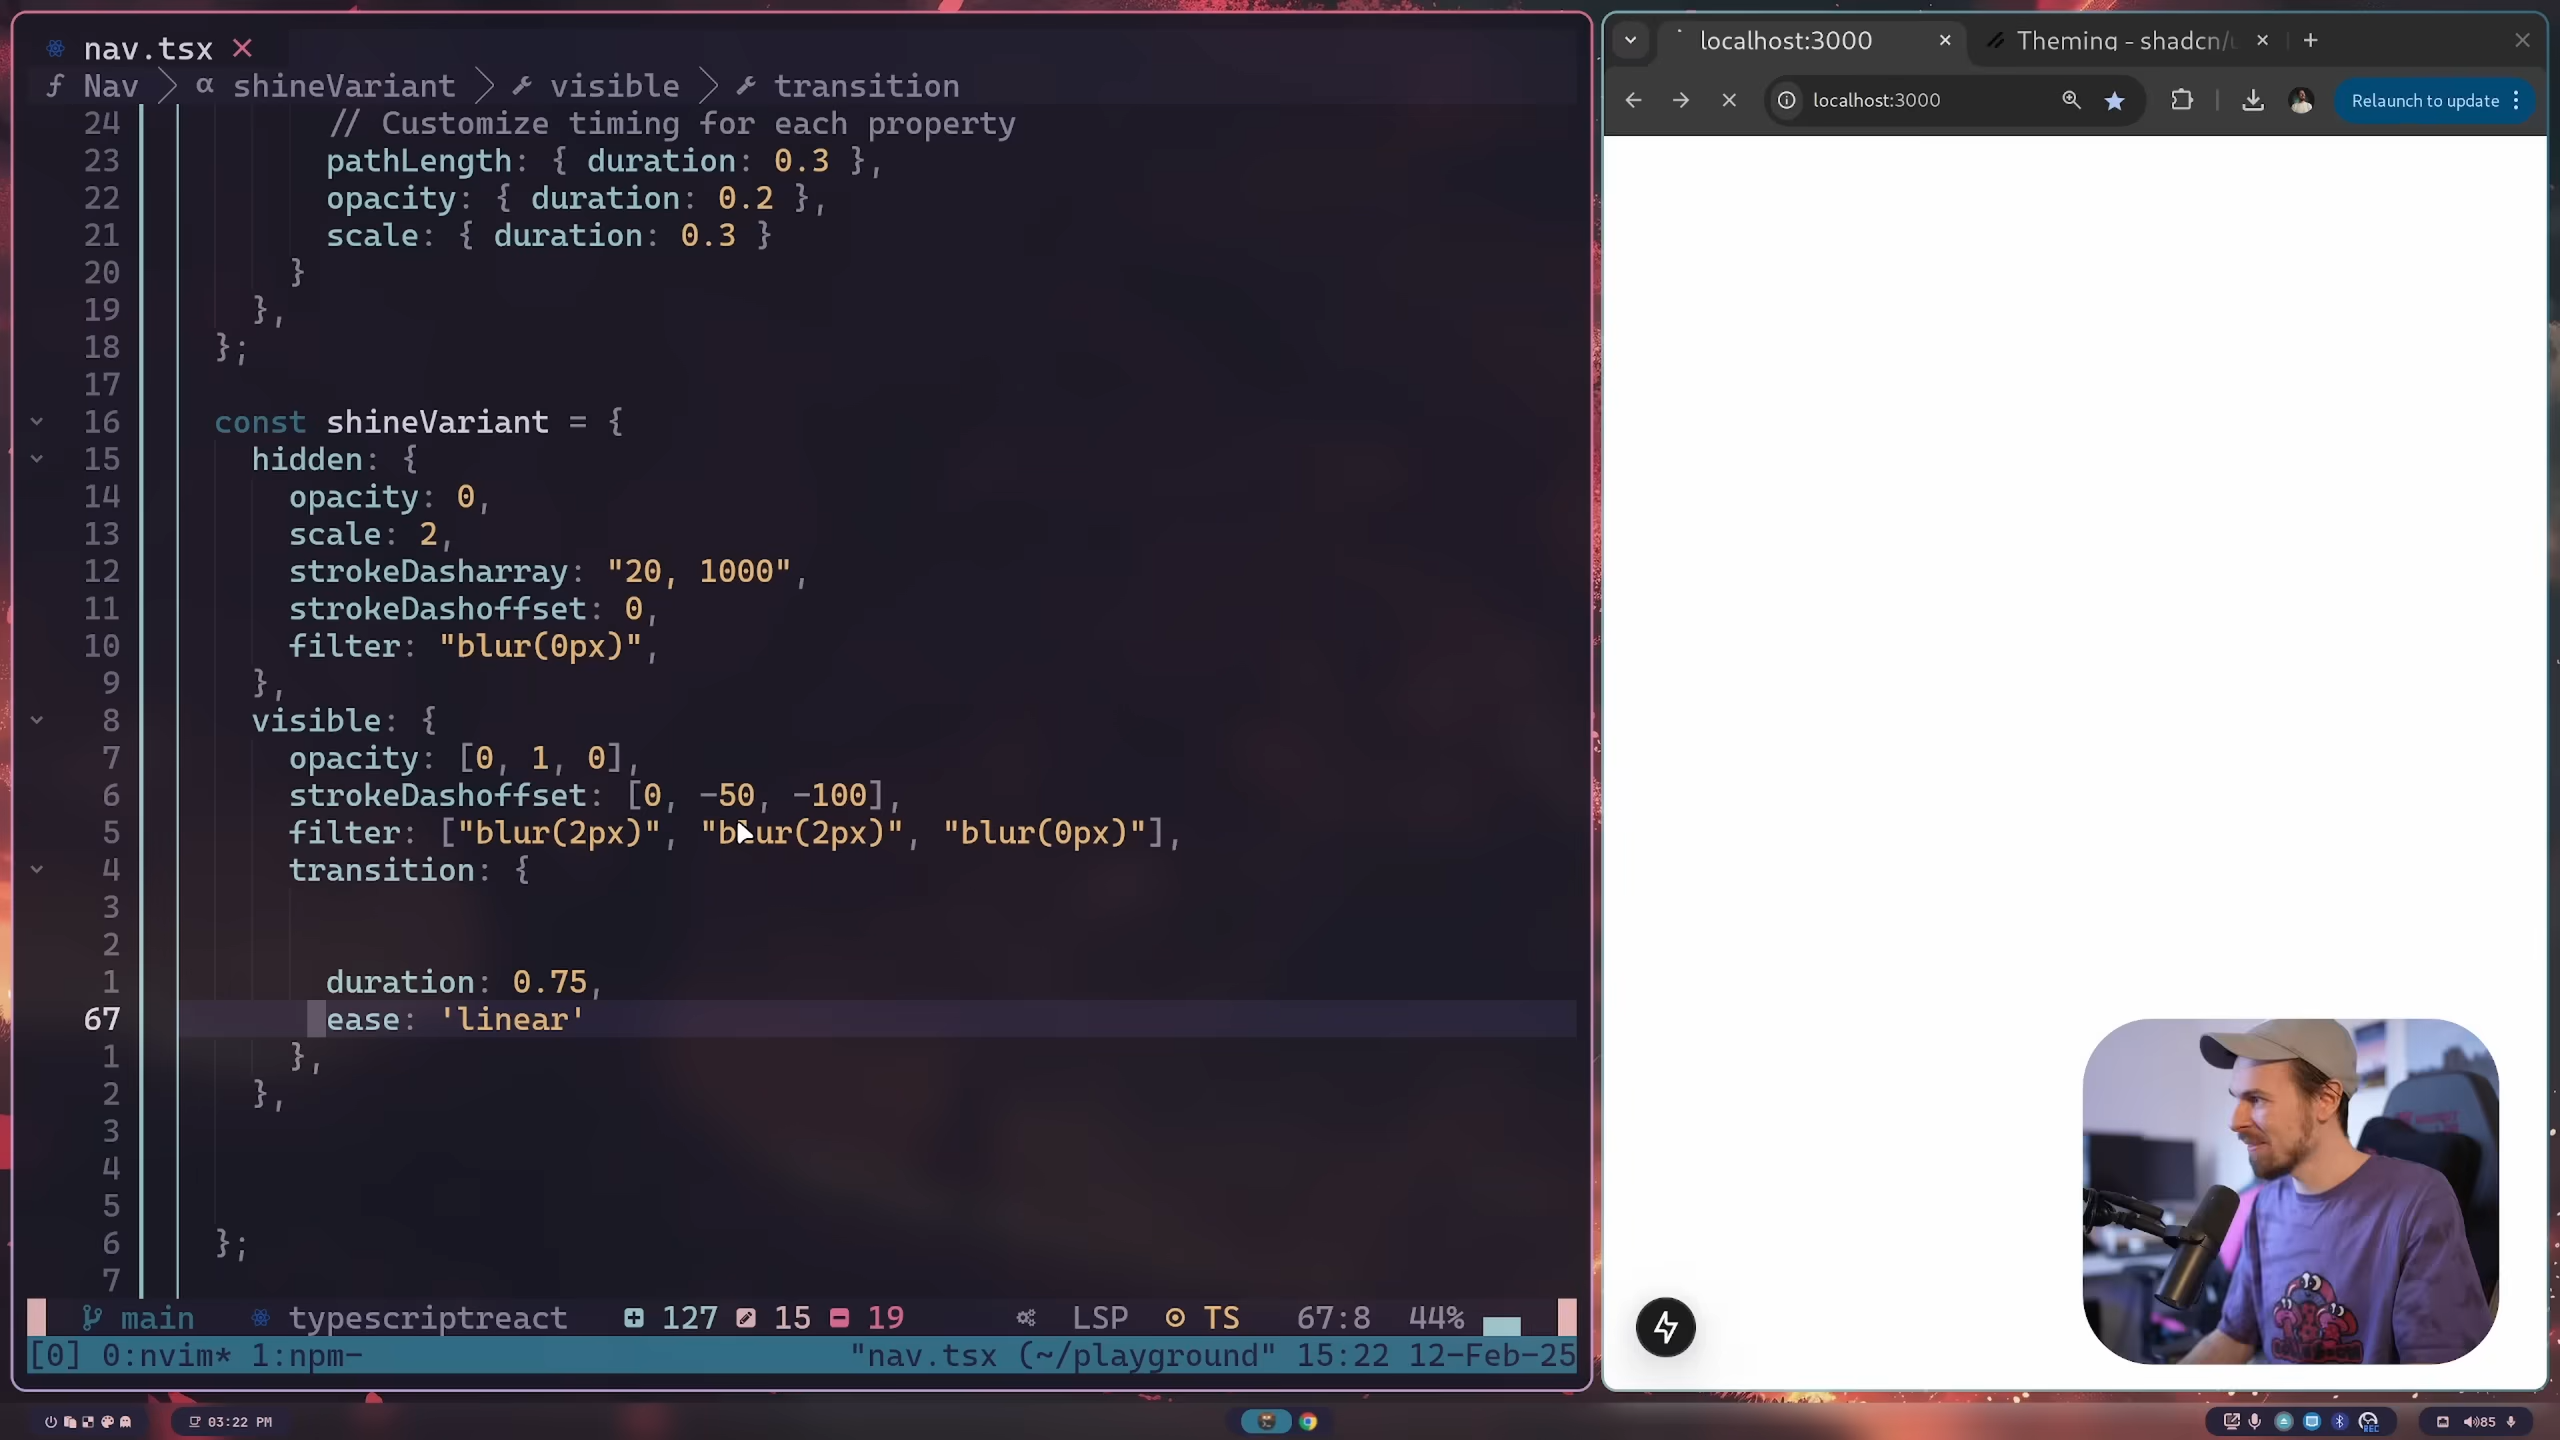 nav.tsx
Nav shineVariant visible transition
24 // Customize timing for each property
23 pathLength: { duration: 0.3 },
22 opacity: { duration: 0.2 },
21 scale: { duration: 0.3 }
20 }
19 },
18 };
17
16 const shineVariant = {
15 hidden: {
14 opacity: 0,
13 scale: 2,
12 strokeDasharray: "20, 1000",
11 strokeDashoffset: 0,
10 filter: "blur(0px)",
9 },
8 visible: {
7 opacity: [0, 1, 0],
6 strokeDashoffset: [0, -50, -100],
5 filter: ["blur(2px)", "blur(2px)", "blur(0px)"],
4 transition: {
3
2
1 duration: 0.75,
67 ease: 'linear'
1 },
2 },
3
4
5
6 };
7
main typescriptreact 127 15 19 LSP TS 67:8 44%
[0] 0:nvim* 1:npm- "nav.tsx (~/playground" 15:22 12-Feb-25
localhost:3000
Theming - shadcn/
localhost:3000
Relaunch to update
03:22 PM
REC
85